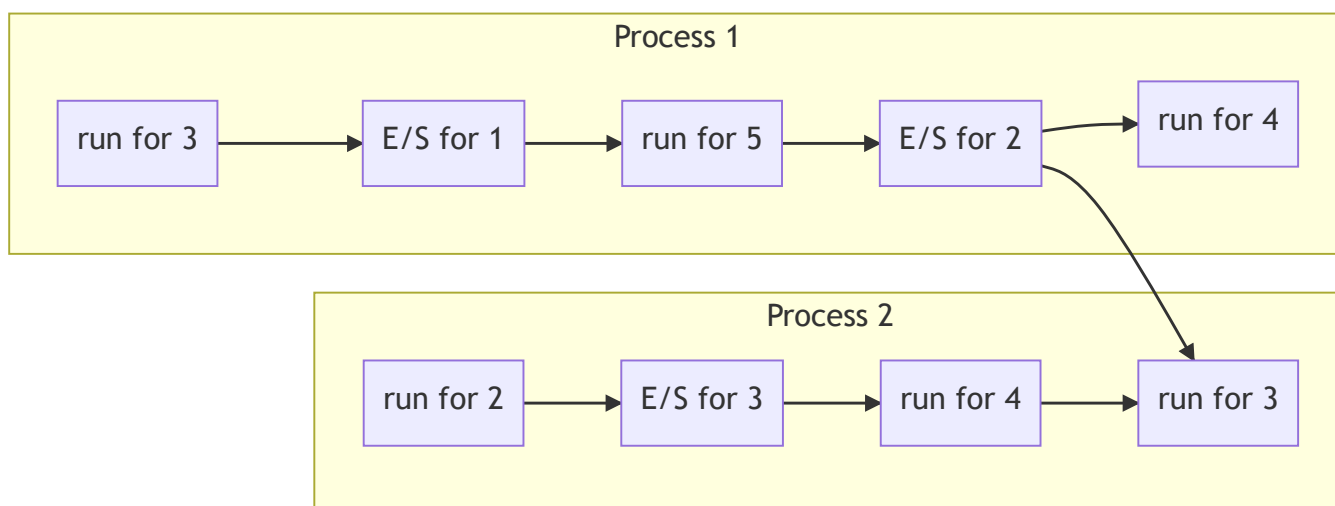 Process 1
run for 3
E/S for 1
run for 5
E/S for 2
run for 4
Process 2
run for 2
E/S for 3
run for 4
run for 3